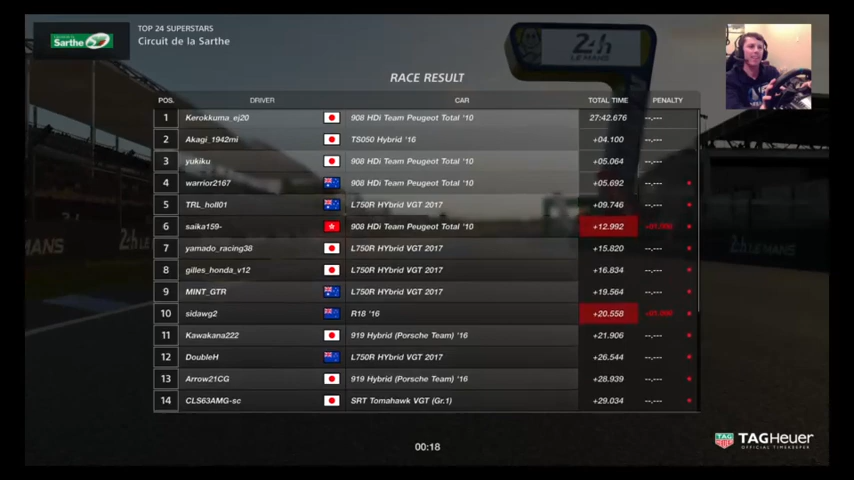 Sarthe
TOP 24 SUPERSTARS
Circuit de la Sarthe
24h
LE MANS
RACE RESULT
POS. DRIVER CAR TOTAL TIME PENALTY
1 Kerokkuma_ej20 908 HDi Team Peugeot Total '10 27:42.676 --.---
2 Akagi_1942mi TS050 Hybrid '16 +04.100 --.---
3 yukiku 908 HDi Team Peugeot Total '10 +05.064 --.---
4 warrior2167 908 HDi Team Peugeot Total '10 +05.692 --.---
5 TRL_holl01 L750R HYbrid VGT 2017 +09.746 --.---
6 saika159- 908 HDi Team Peugeot Total '10 +12.992
7 yamado_racing38 L750R HYbrid VGT 2017 +15.820 --.---
8 gilles_honda_v12 L750R HYbrid VGT 2017 +16.834 --.---
9 MINT_GTR L750R HYbrid VGT 2017 +19.564 --.---
10 sidawg2 R18 '16 +20.558
11 Kawakana222 919 Hybrid (Porsche Team) '16 +21.906 --.---
12 DoubleH L750R HYbrid VGT 2017 +26.544 --.---
13 Arrow21CG 919 Hybrid (Porsche Team) '16 +28.939 --.---
14 CLS63AMG-sc SRT Tomahawk VGT (Gr.1) +29.034 --.---
MANS
24h
24h LE MANS
00:18
TAG TAGHeuer
OFFICIAL TIMEKEEPER